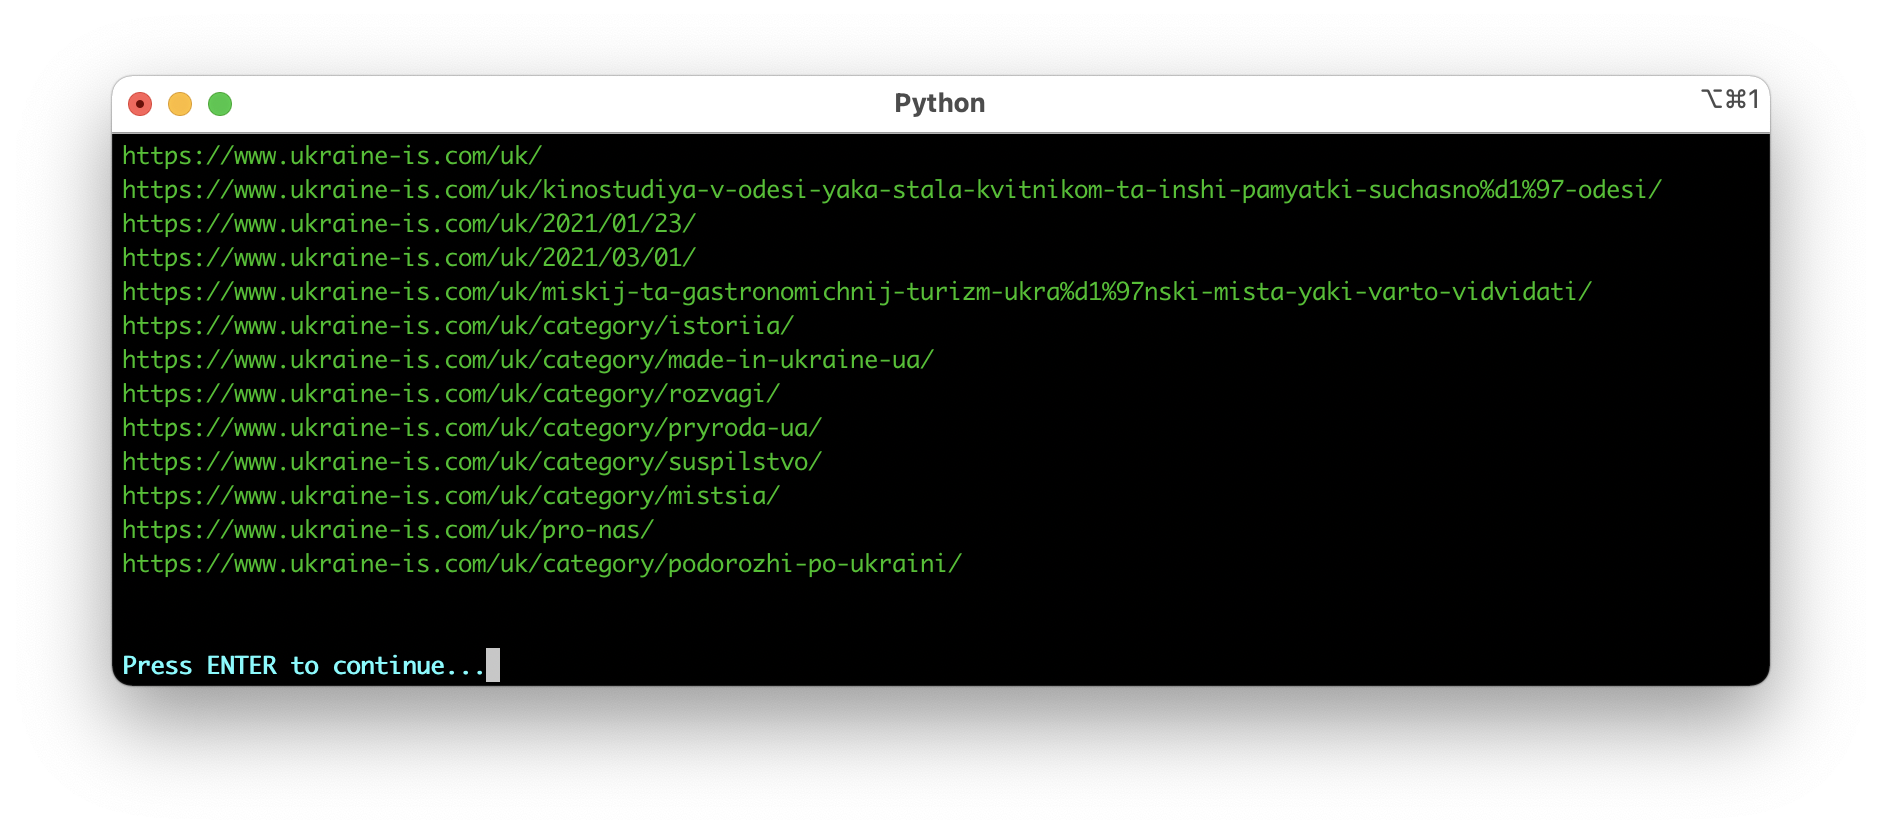 Python
⌥⌘1
https://www.ukraine-is.com/uk/
https://www.ukraine-is.com/uk/kinostudiya-v-odesi-yaka-stala-kvitnikom-ta-inshi-pamyatki-suchasno%d1%97-odesi/
https://www.ukraine-is.com/uk/2021/01/23/
https://www.ukraine-is.com/uk/2021/03/01/
https://www.ukraine-is.com/uk/miskij-ta-gastronomichnij-turizm-ukra%d1%97nski-mista-yaki-varto-vidvidati/
https://www.ukraine-is.com/uk/category/istoriia/
https://www.ukraine-is.com/uk/category/made-in-ukraine-ua/
https://www.ukraine-is.com/uk/category/rozvagi/
https://www.ukraine-is.com/uk/category/pryroda-ua/
https://www.ukraine-is.com/uk/category/suspilstvo/
https://www.ukraine-is.com/uk/category/mistsia/
https://www.ukraine-is.com/uk/pro-nas/
https://www.ukraine-is.com/uk/category/podorozhi-po-ukraini/
Press ENTER to continue...